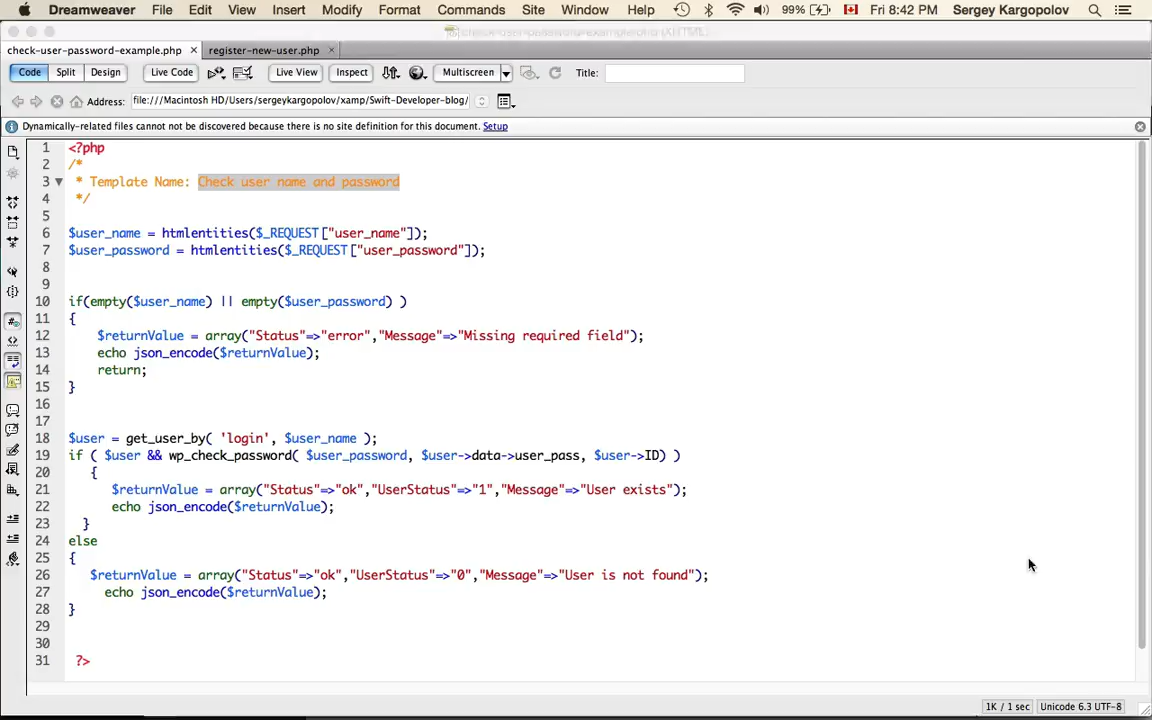 Dreamweaver File Edit View Insert Modify Format Commands Site Window Help 99% Fri 8:42 PM Sergey Kargopolov
check-user-password-example.php × register-new-user.php ×
Code Split Design Live Code Live View Inspect Multiscreen Title:
Address: file:///Macintosh HD/Users/sergeykargopolov/xamp/Swift-Developer-blog/
Dynamically-related files cannot be discovered because there is no site definition for this document. Setup
1 <?php
2 /*
3 * Template Name: Check user name and password
4 */
5
6 $user_name = htmlentities($_REQUEST["user_name"]);
7 $user_password = htmlentities($_REQUEST["user_password"]);
8
9
10 if(empty($user_name) || empty($user_password) )
11 {
12 $returnValue = array("Status"=>"error","Message"=>"Missing required field");
13 echo json_encode($returnValue);
14 return;
15 }
16
17
18 $user = get_user_by( 'login', $user_name );
19 if ( $user && wp_check_password( $user_password, $user->data->user_pass, $user->ID) )
20 {
21 $returnValue = array("Status"=>"ok","UserStatus"=>"1","Message"=>"User exists");
22 echo json_encode($returnValue);
23 }
24 else
25 {
26 $returnValue = array("Status"=>"ok","UserStatus"=>"0","Message"=>"User is not found");
27 echo json_encode($returnValue);
28 }
29
30
31 ?>
1K / 1 sec Unicode 6.3 UTF-8